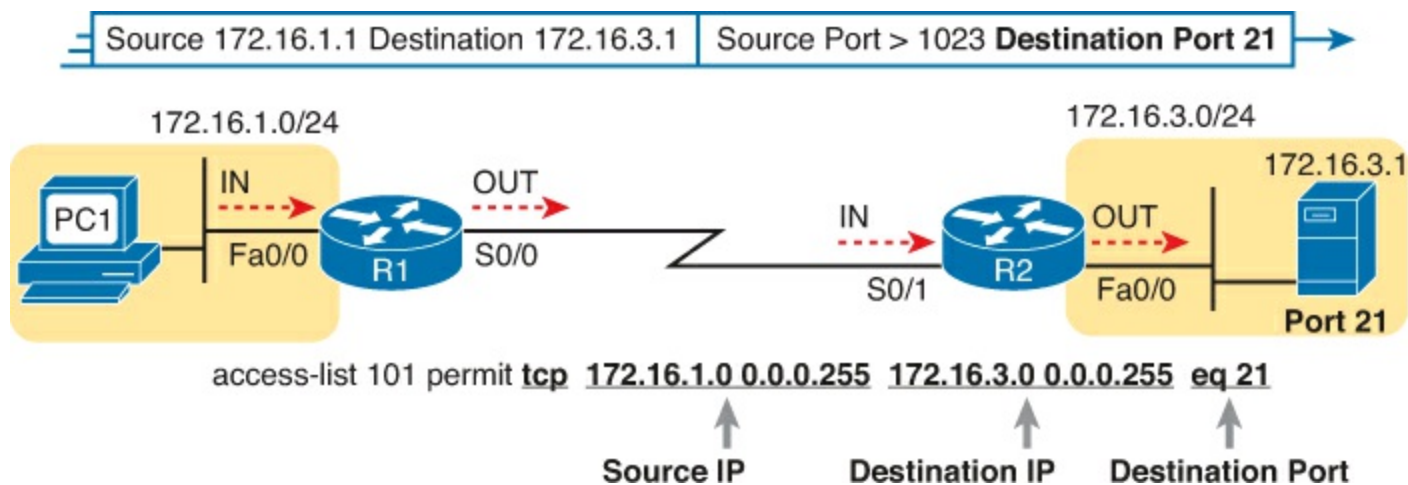 Source 172.16.1.1 Destination 172.16.3.1 Source Port > 1023 Destination Port 21
172.16.1.0/24
172.16.3.0/24
172.16.3.1
PC1
IN
OUT
IN
OUT
Fa0/0
R1
S0/0
S0/1
R2
Fa0/0
Port 21
access-list 101 permit tcp 172.16.1.0 0.0.0.255 172.16.3.0 0.0.0.255 eq 21
Source IP
Destination IP
Destination Port